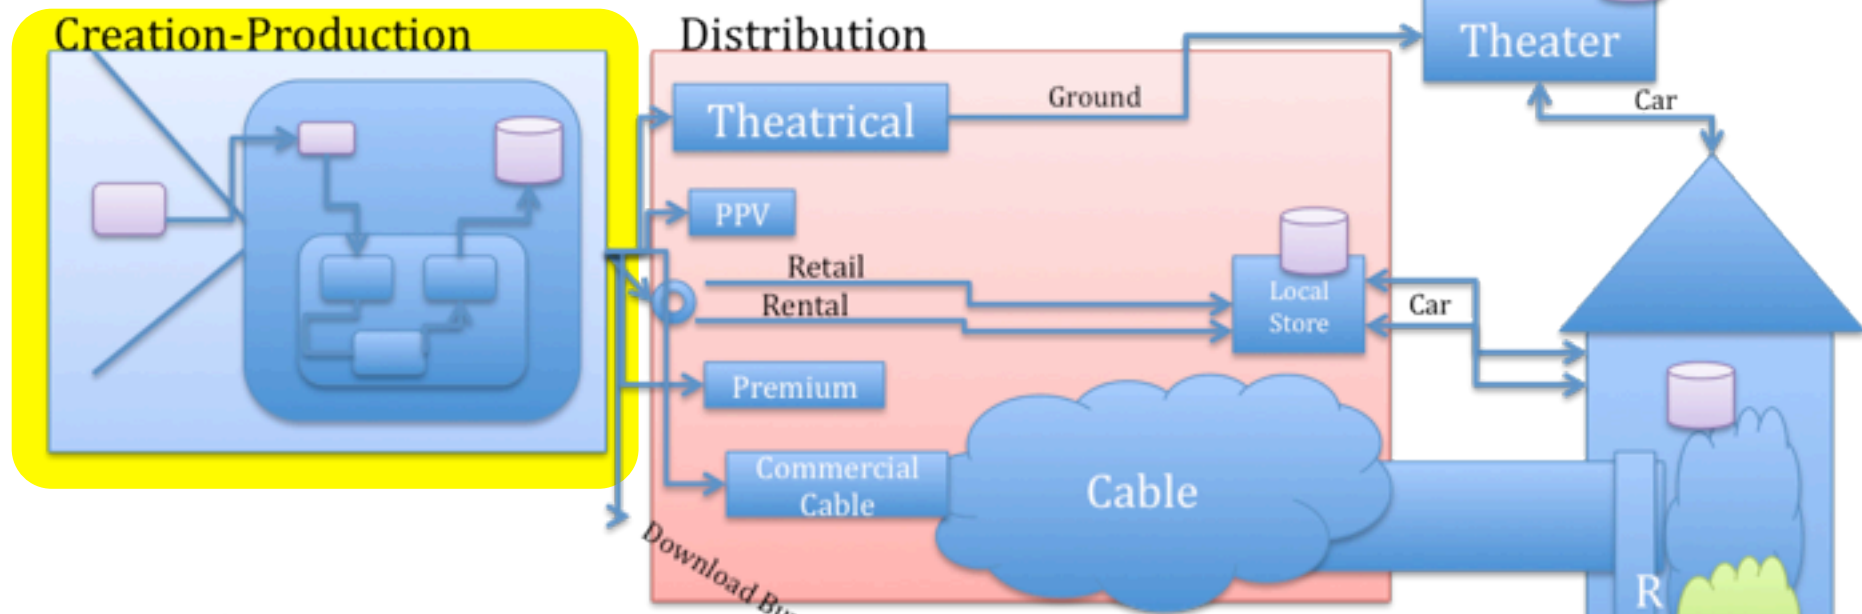 Creation-Production
Distribution
Theater
Theatrical
Ground
Car
PPV
Retail
Rental
Local
Store
Car
Premium
Commercial
Cable
Cable
Download
R